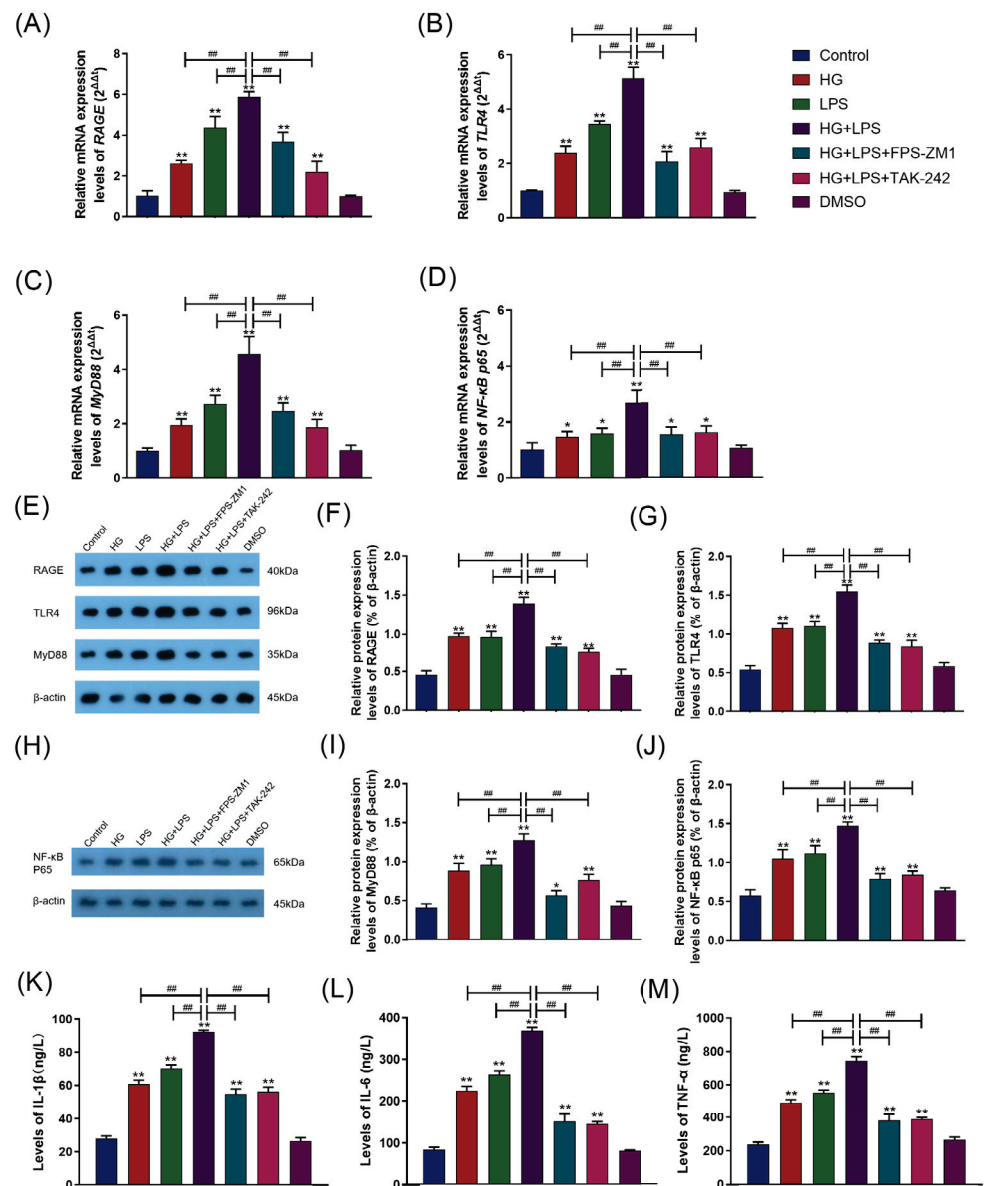 (A)
Relative mRNA expression
levels of RAGE (2^ΔΔt)
8
6
4
2
0
##
##
##
##
**
**
**
**
**
(B)
Relative mRNA expression
levels of TLR4 (2^ΔΔt)
6
4
2
0
##
##
##
##
**
**
**
**
**
Control
HG
LPS
HG+LPS
HG+LPS+FPS-ZM1
HG+LPS+TAK-242
DMSO
(C)
Relative mRNA expression
levels of MyD88 (2^ΔΔt)
6
4
2
0
##
##
##
##
**
**
**
**
**
(D)
Relative mRNA expression
levels of NF-κB p65 (2^ΔΔt)
6
4
2
0
##
##
##
##
*
*
**
*
*
(E)
Control
HG
LPS
HG+LPS
HG+LPS+FPS-ZM1
HG+LPS+TAK-242
DMSO
RAGE 40kDa
TLR4 96kDa
MyD88 35kDa
β-actin 45kDa
(F)
Relative protein expression
levels of RAGE (% of β-actin)
2.0
1.5
1.0
0.5
0.0
##
##
##
##
**
**
**
**
**
(G)
Relative protein expression
levels of TLR4 (% of β-actin)
2.0
1.5
1.0
0.5
0.0
##
##
##
##
**
**
**
**
**
(H)
Control
HG
LPS
HG+LPS
HG+LPS+FPS-ZM1
HG+LPS+TAK-242
DMSO
NF-κB
P65
65kDa
β-actin 45kDa
(I)
Relative protein expression
levels of MyD88 (% of β-actin)
2.0
1.5
1.0
0.5
0.0
##
##
##
##
**
**
**
*
**
(J)
Relative protein expression
levels of NF-κB p65 (% of β-actin)
2.0
1.5
1.0
0.5
0.0
##
##
##
##
**
**
**
**
**
(K)
Levels of IL-1β(ng/L)
100
80
60
40
20
0
##
##
##
##
**
**
**
**
**
(L)
Levels of IL-6 (ng/L)
400
300
200
100
0
##
##
##
##
**
**
**
**
**
(M)
Levels of TNF-α (ng/L)
1000
800
600
400
200
0
##
##
##
##
**
**
**
**
**